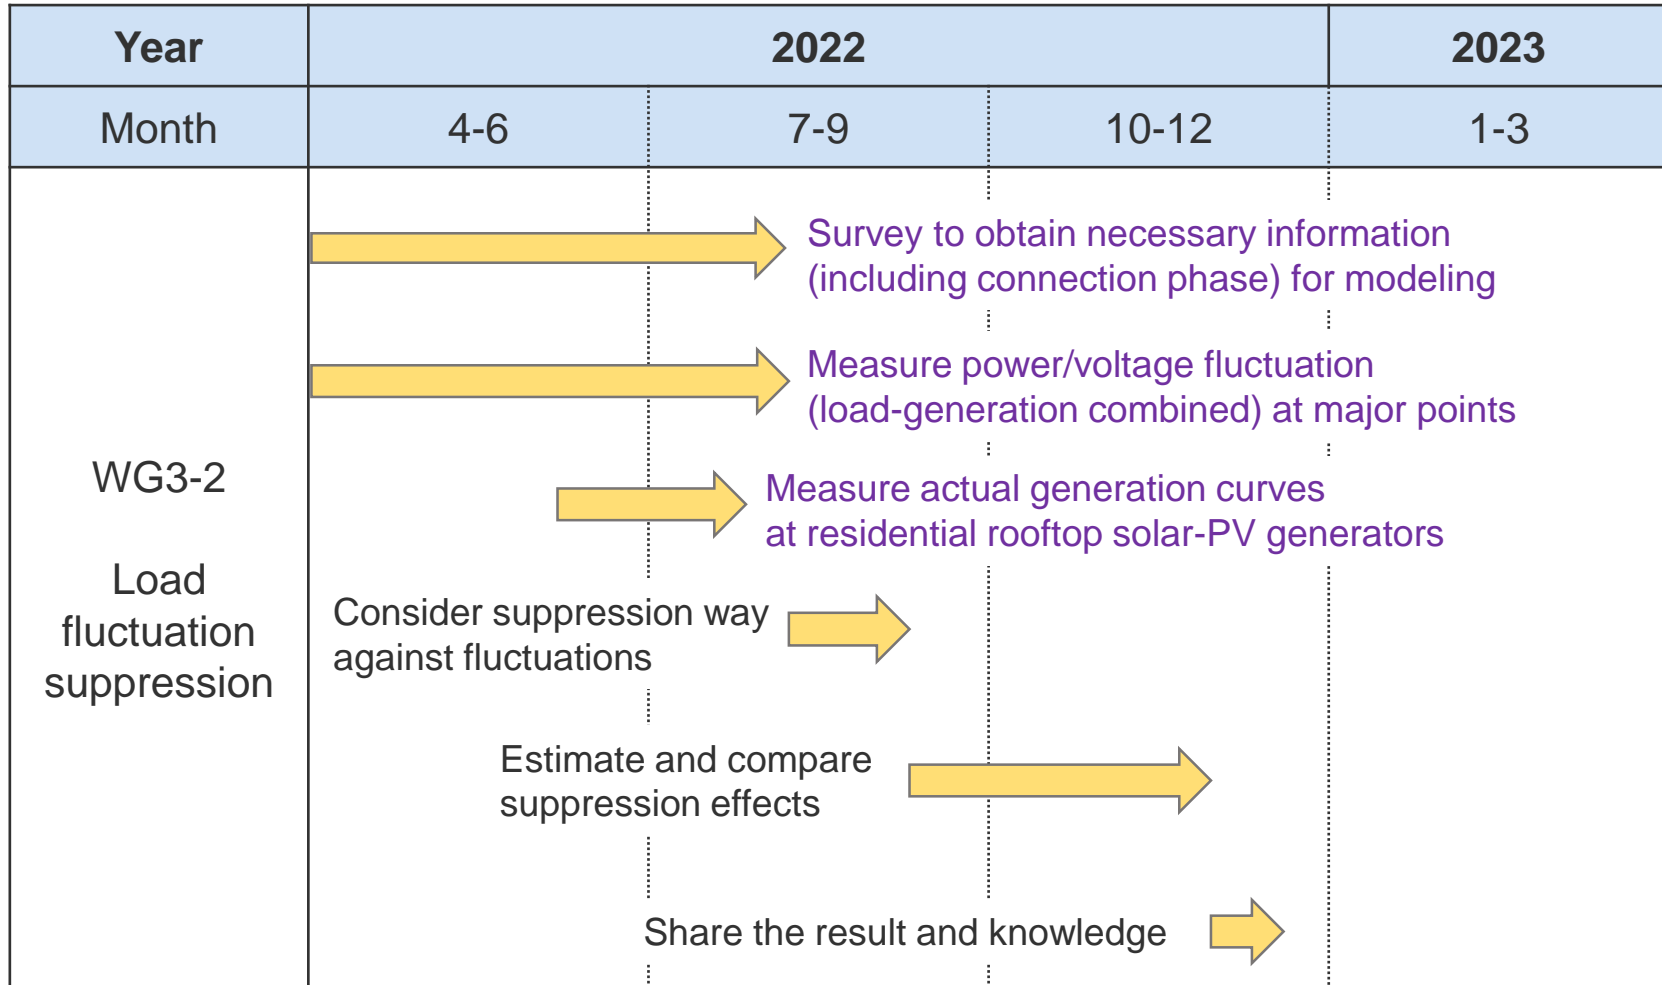 Year
2022
2023
Month
4-6
7-9
10-12
1-3
WG3-2
Load
fluctuation
suppression
Survey to obtain necessary information
(including connection phase) for modeling
Measure power/voltage fluctuation
(load-generation combined) at major points
Measure actual generation curves
at residential rooftop solar-PV generators
Consider suppression way
against fluctuations
Estimate and compare
suppression effects
Share the result and knowledge